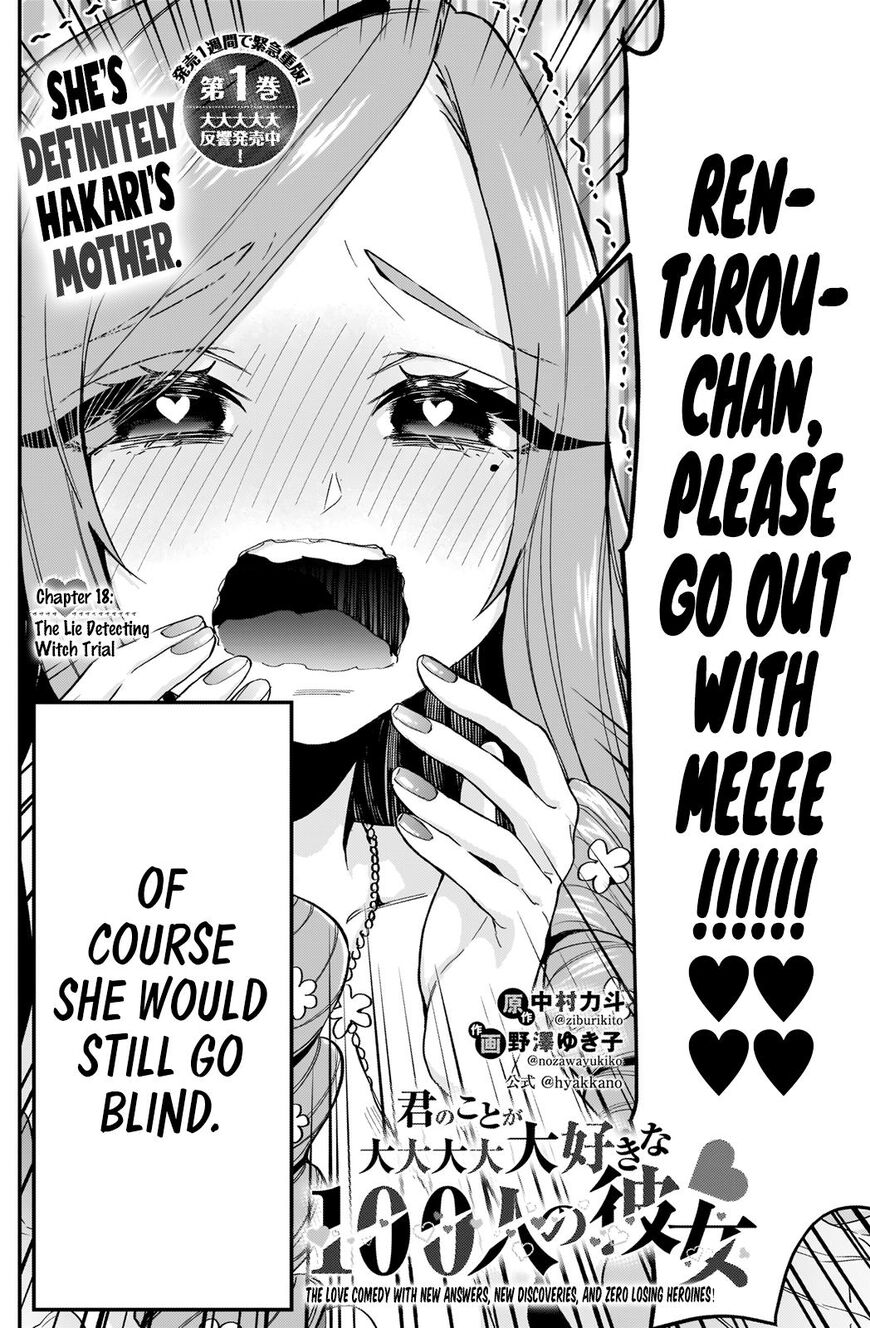 REN-
TAROU-
CHAN,
PLEASE
GO OUT
WITH
MEEEE
!!!!!!
♥♥
♥♥
発売1週間で緊急重版!
第1巻
大大大大大
反響発売中
!
SHE'S
DEFINITELY
HAKARI'S
MOTHER.
Chapter 18:
The Lie Detecting
Witch Trial
OF
COURSE
SHE WOULD
STILL GO
BLIND.
原作 中村力斗
@ziburikito
作画 野澤ゆき子
@nozawayukiko
公式 @hyakkano
君のことが
大大大大大好きな
100人の彼女
THE LOVE COMEDY WITH NEW ANSWERS, NEW DISCOVERIES, AND ZERO LOSING HEROINES!